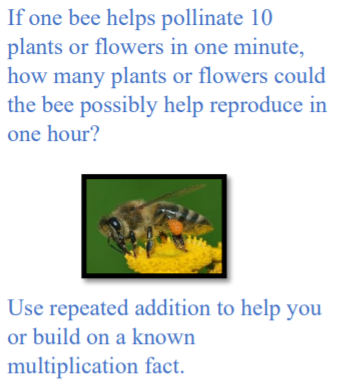 If one bee helps pollinate 10
plants or flowers in one minute,
how many plants or flowers could
the bee possibly help reproduce in
one hour?
Use repeated addition to help you
or build on a known
multiplication fact.